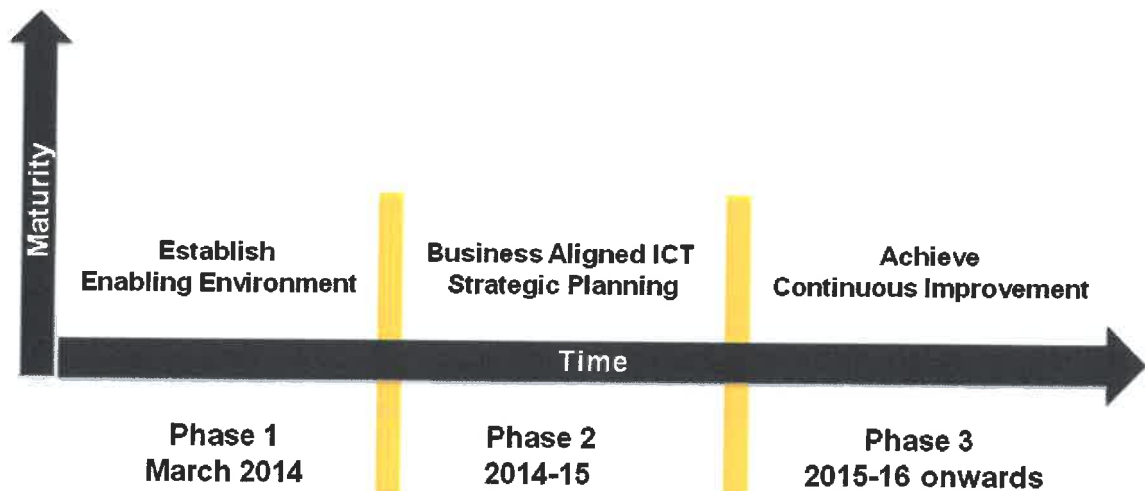 Maturity
Establish
Enabling Environment
Business Aligned ICT
Strategic Planning
Achieve
Continuous Improvement
Time
Phase 1
March 2014
Phase 2
2014-15
Phase 3
2015-16 onwards